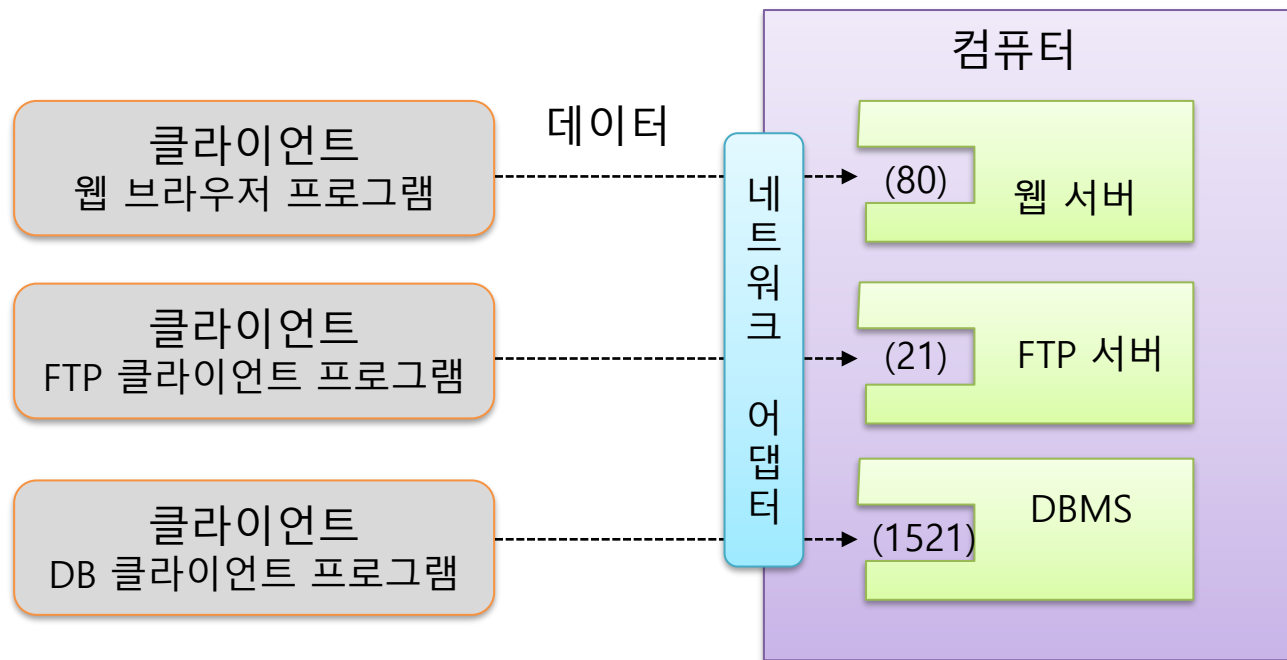 컴퓨터
데이터
클라이언트
웹 브라우저 프로그램
(80)
웹 서버
네트워크 어댑터
클라이언트
FTP 클라이언트 프로그램
(21)
FTP 서버
클라이언트
DB 클라이언트 프로그램
(1521)
DBMS